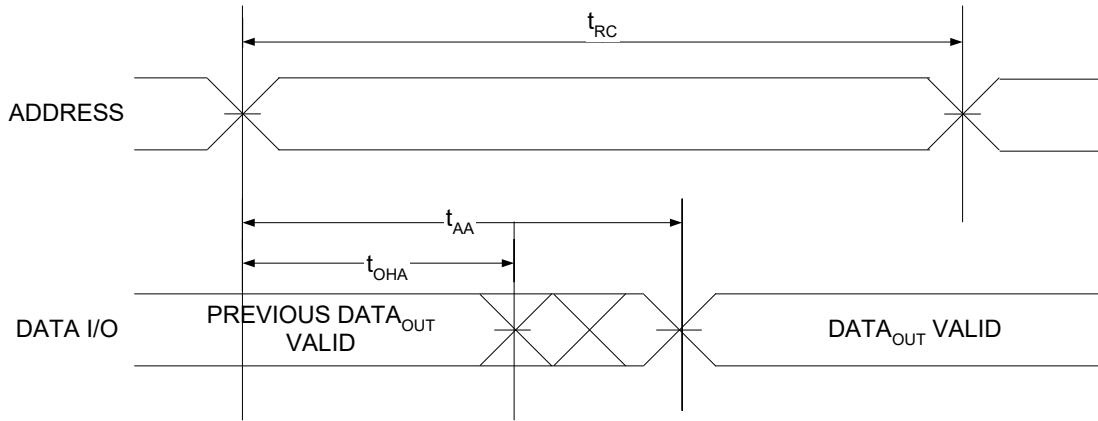 tRC
ADDRESS
tAA
tOHA
DATA I/O
PREVIOUS DATAOUT
VALID
DATAOUT VALID